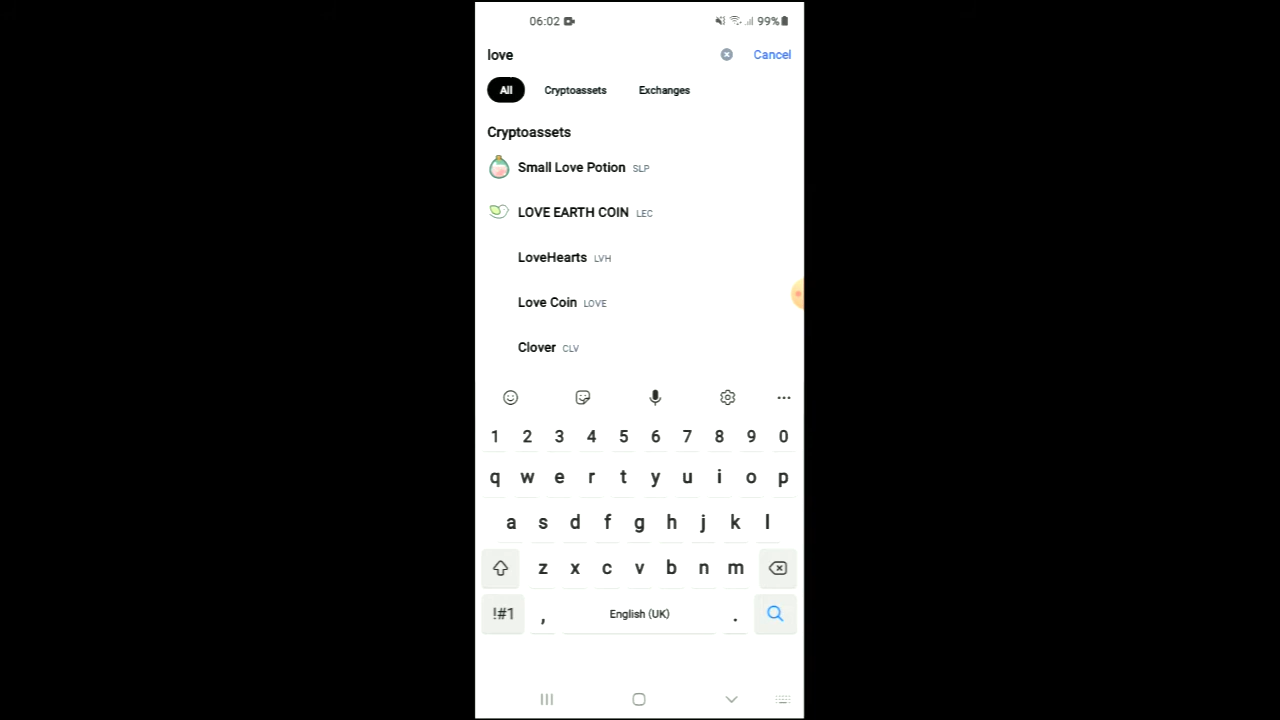 06:02 99%
love Cancel
All Cryptoassets Exchanges
Cryptoassets
Small Love Potion SLP
LOVE EARTH COIN LEC
LoveHearts LVH
Love Coin LOVE
Clover CLV
1 2 3 4 5 6 7 8 9 0
q w e r t y u i o p
a s d f g h j k l
z x c v b n m
!#1 , English (UK) .